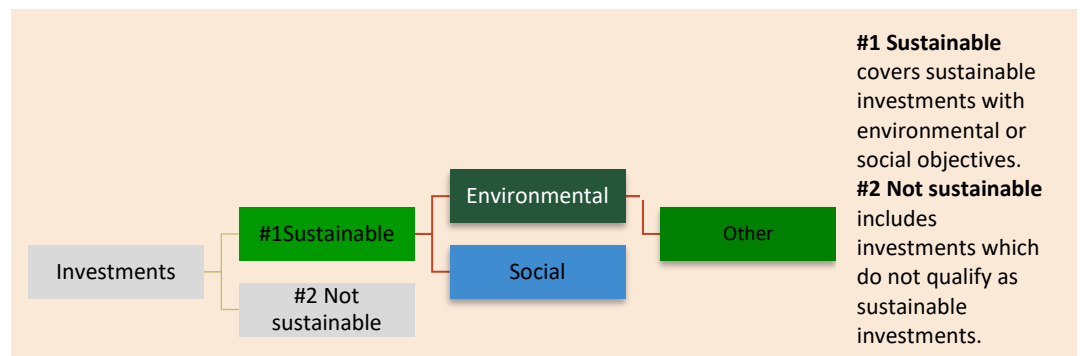 Investments
#1Sustainable
#2 Not
sustainable
Environmental
Social
Other
#1 Sustainable
covers sustainable
investments with
environmental or
social objectives.
#2 Not sustainable
includes
investments which
do not qualify as
sustainable
investments.